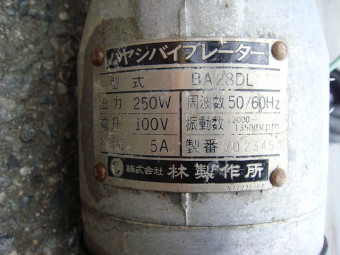 ハヤシバイブレーター
型式 BA28DL
出力 250W 周波数 50/60Hz
電圧 100V 振動数 12000 13500v.p.m
電流 5A 製番
株式会社 林製作所